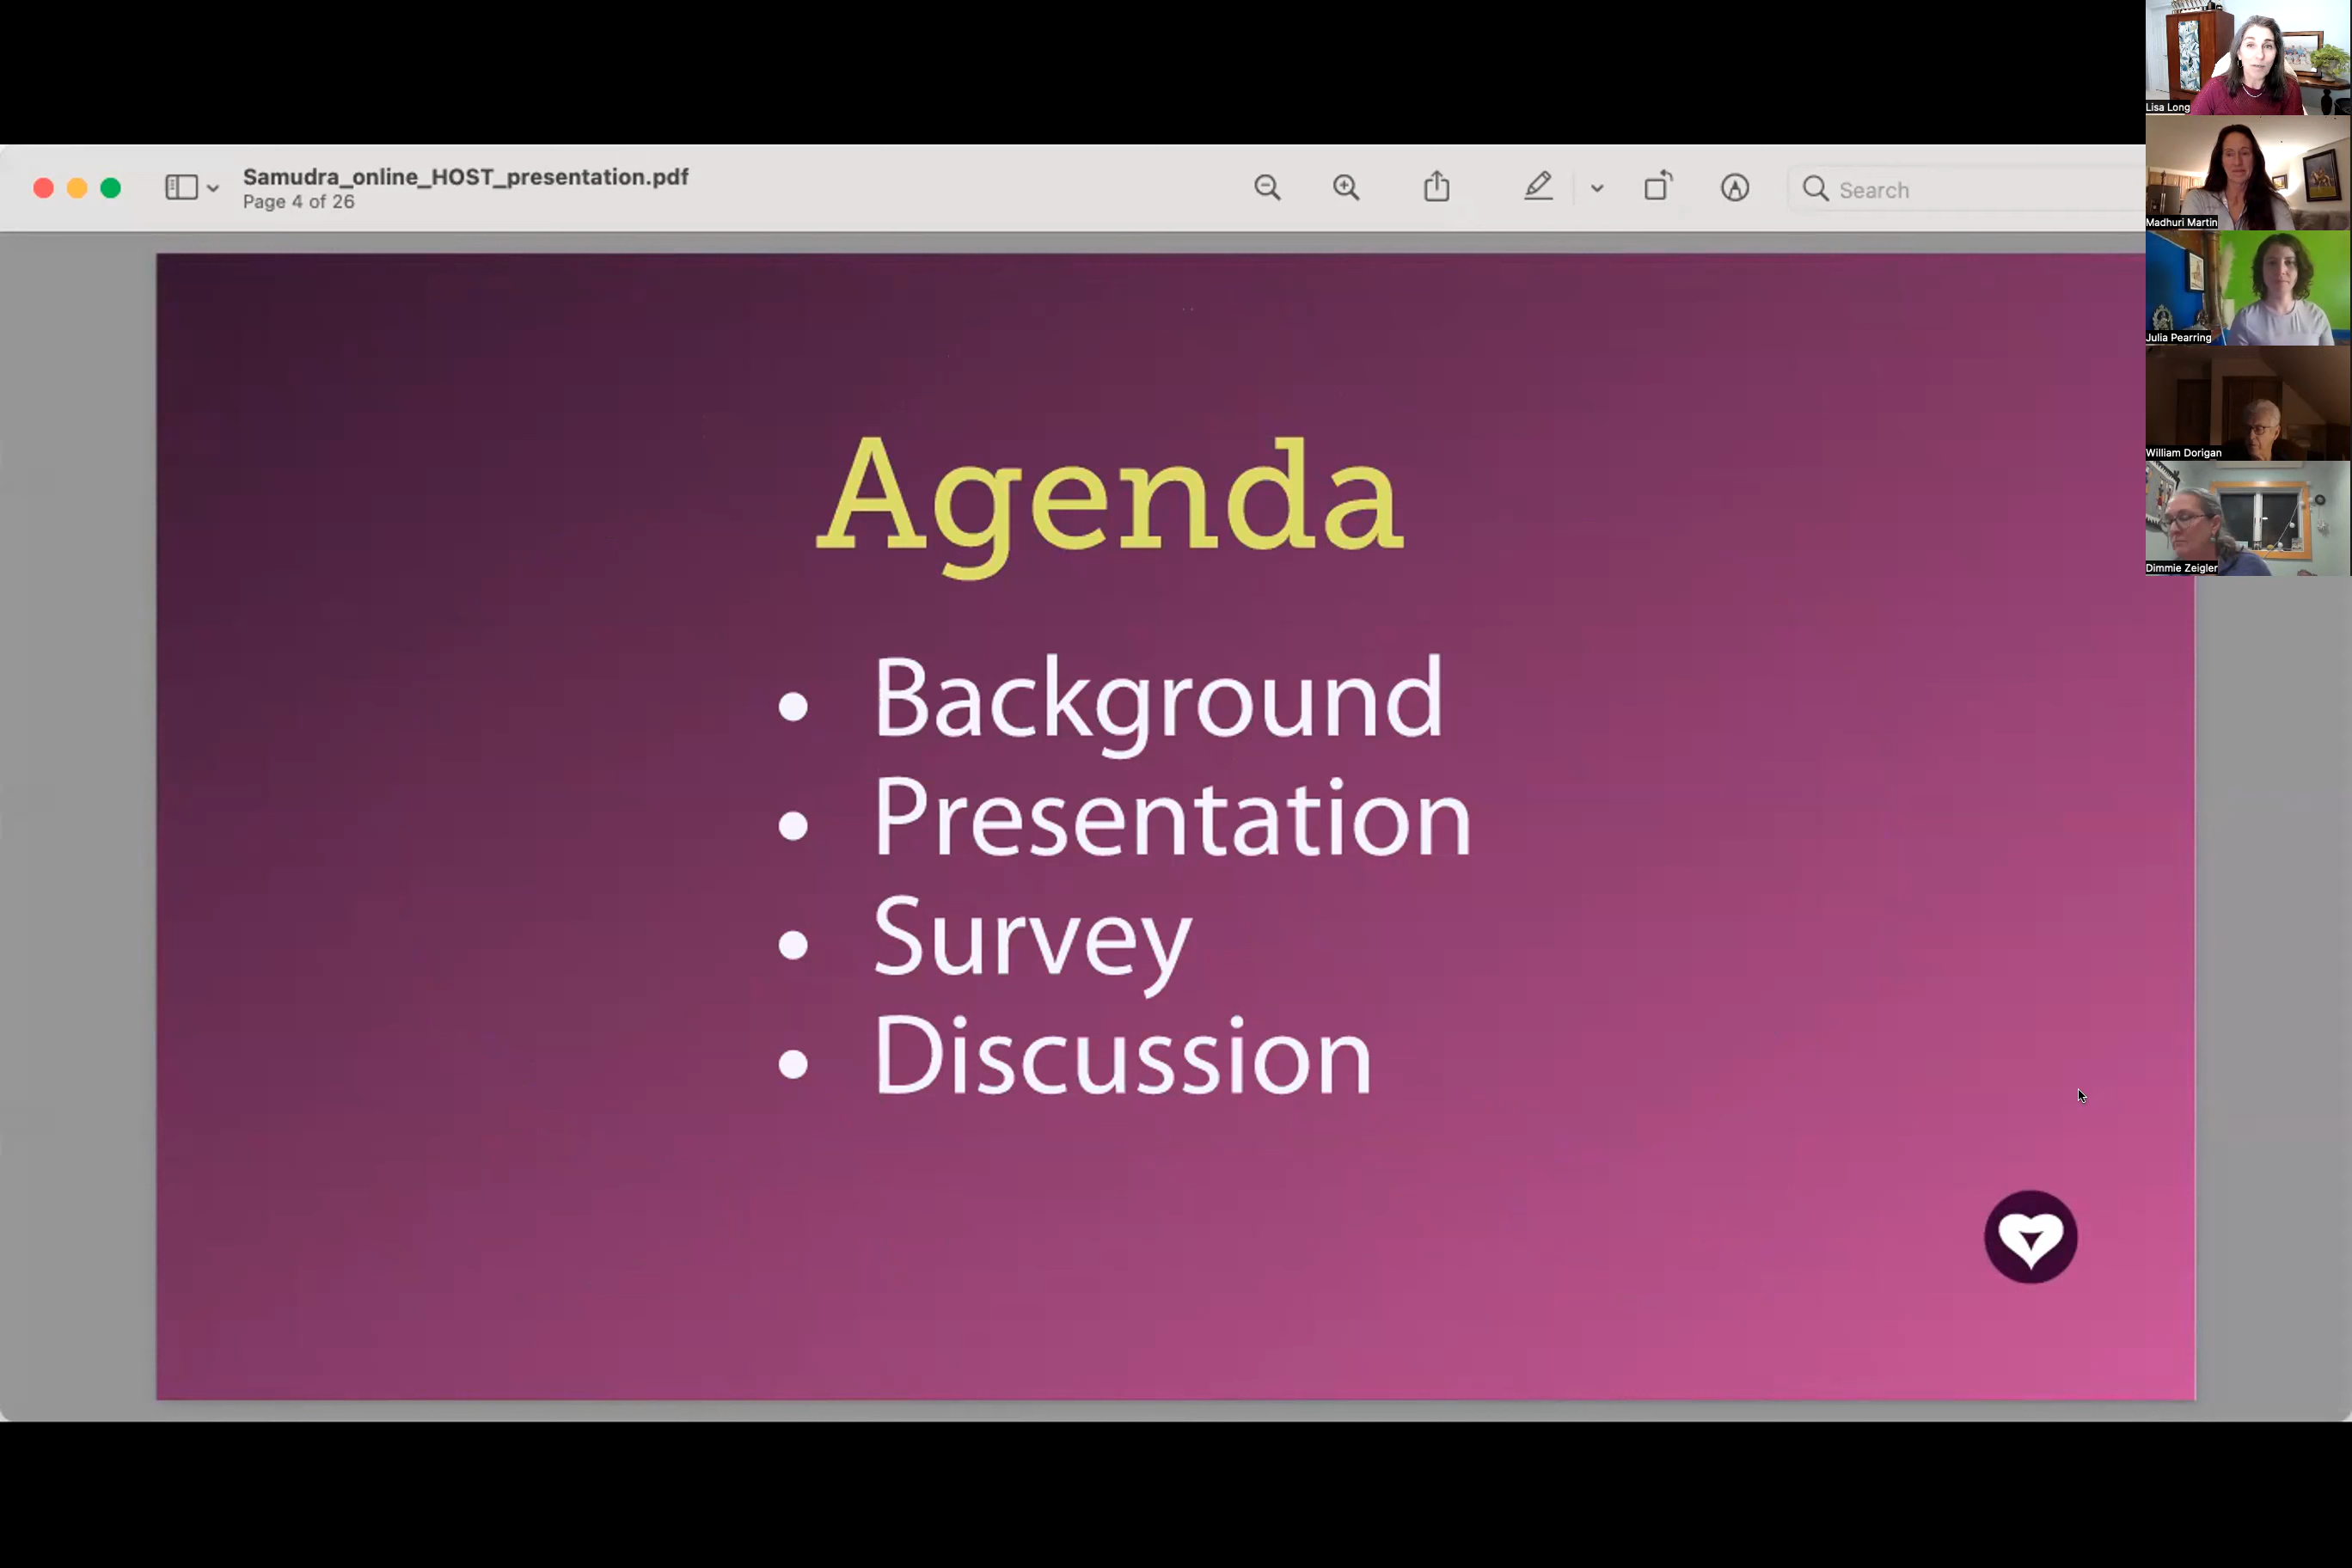 Samudra_online_HOST_presentation.pdf
Page 4 of 26
Search
Agenda
• Background
• Presentation
• Survey
• Discussion
Lisa Long
Madhuri Martin
Julia Pearring
William Dorigan
Dimmie Zeigler